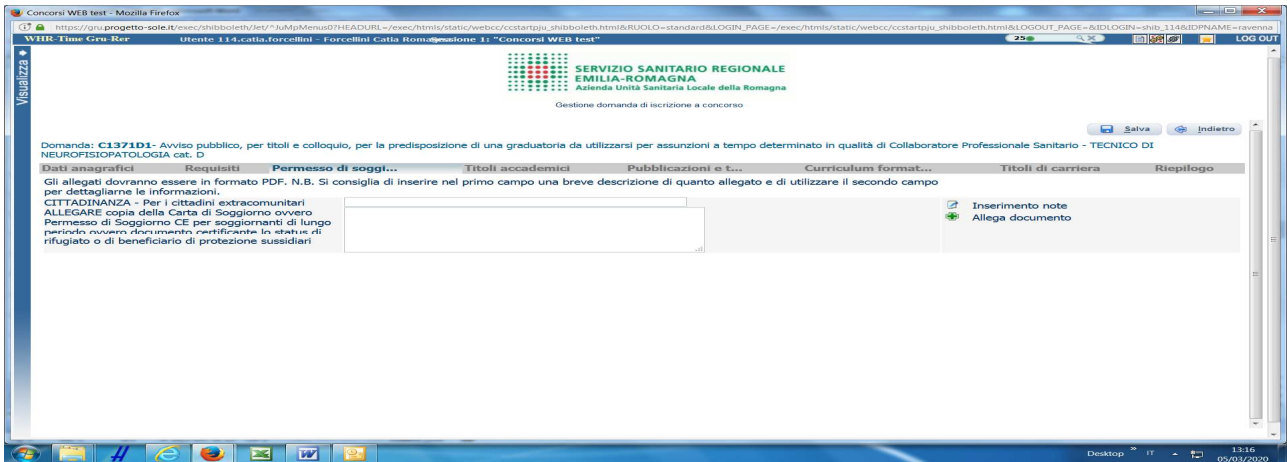 Concorsi WEB test - Mozilla Firefox
https://gru.progetto-sole.it/exec/shibboleth/Jet/^JuMpMenus0?HEADURL=/exec/htmls/static/webcc/ccstartpju_shibboleth.html&RUOLO=standard&LOGIN_PAGE=/exec/htmls/static/webcc/ccstartpju_shibboleth.html&LOGOUT_PAGE=&IDLOGIN=shib_114&IDPNAME=ravenna
WHR-Time Gru-Rer Utente 114.catia.forcellini - Forcellini Catia Romagna Sessione 1: "Concorsi WEB test" 25 LOG OUT
Visualizza
SERVIZIO SANITARIO REGIONALE
EMILIA-ROMAGNA
Azienda Unità Sanitaria Locale della Romagna
Gestione domanda di iscrizione a concorso
Salva Indietro
Domanda: C1371D1- Avviso pubblico, per titoli e colloquio, per la predisposizione di una graduatoria da utilizzarsi per assunzioni a tempo determinato in qualità di Collaboratore Professionale Sanitario - TECNICO DI
NEUROFISIOPATOLOGIA cat. D
Dati anagrafici Requisiti Permesso di soggi... Titoli accademici Pubblicazioni e t... Curriculum format... Titoli di carriera Riepilogo
Gli allegati dovranno essere in formato PDF. N.B. Si consiglia di inserire nel primo campo una breve descrizione di quanto allegato e di utilizzare il secondo campo
per dettagliarne le informazioni.
CITTADINANZA - Per i cittadini extracomunitari
ALLEGARE copia della Carta di Soggiorno ovvero
Permesso di Soggiorno CE per soggiornanti di lungo
periodo ovvero documento certificante lo status di
rifugiato o di beneficiario di protezione sussidiari
Inserimento note
Allega documento
Desktop » IT 13:16
05/03/2020